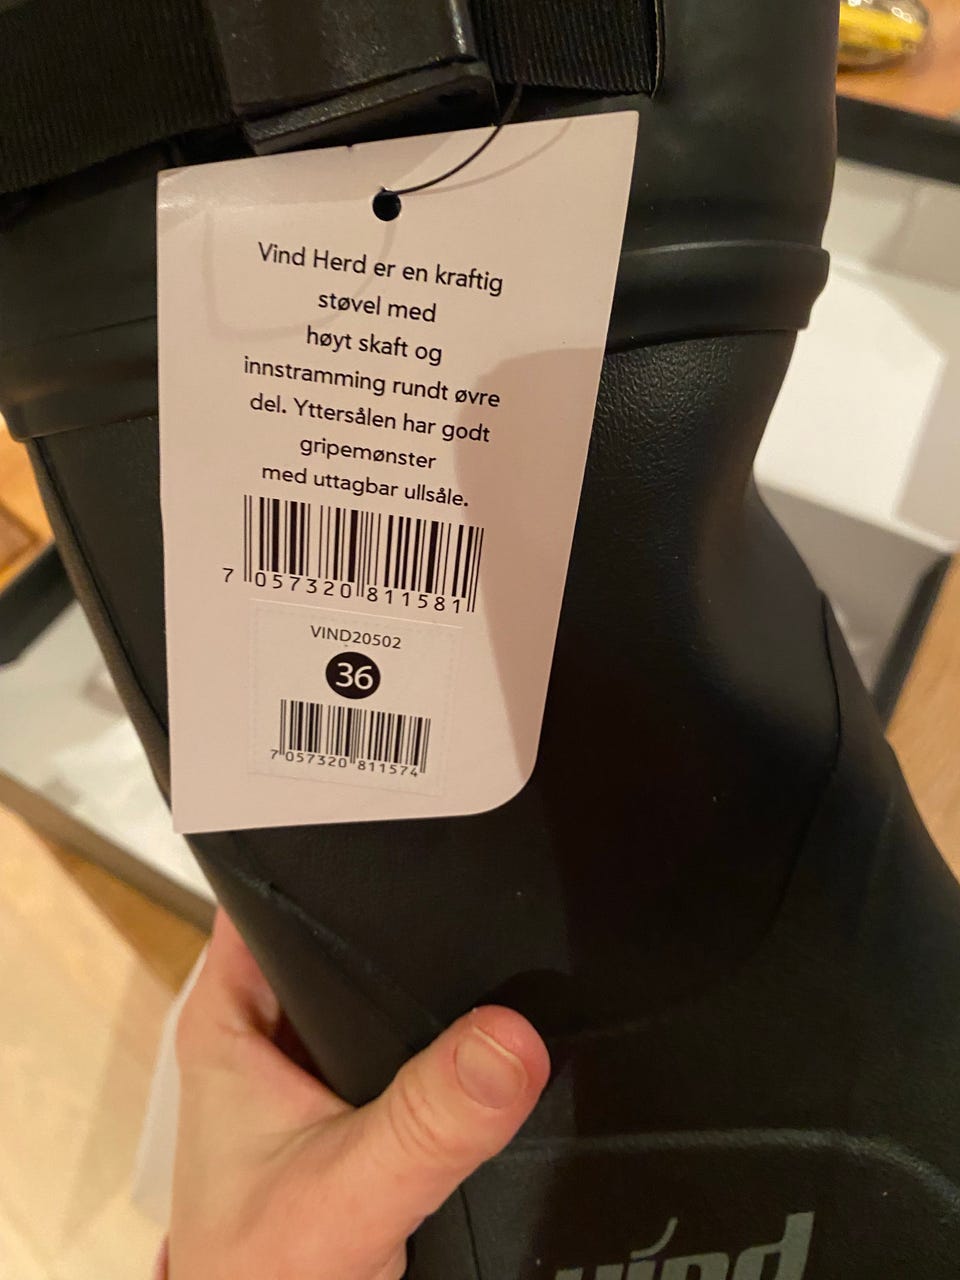 Vind Herd er en kraftig
støvel med
høyt skaft og
innstramming rundt øvre
del. Yttersålen har godt
gripemønster
med uttagbar ullsåle.
7 057320 811581
VIND20502
36
7 057320 811574
vind